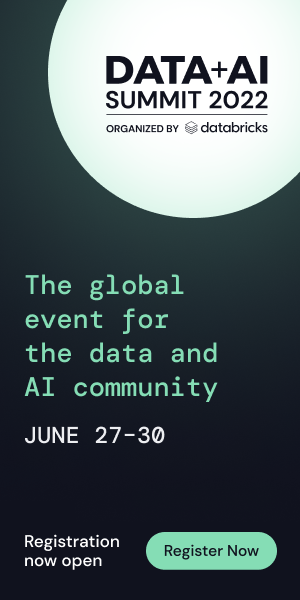 DATA+AI
SUMMIT 2022
ORGANIZED BY databricks
The global
event for
the data and
AI community
JUNE 27-30
Registration
now open
Register Now